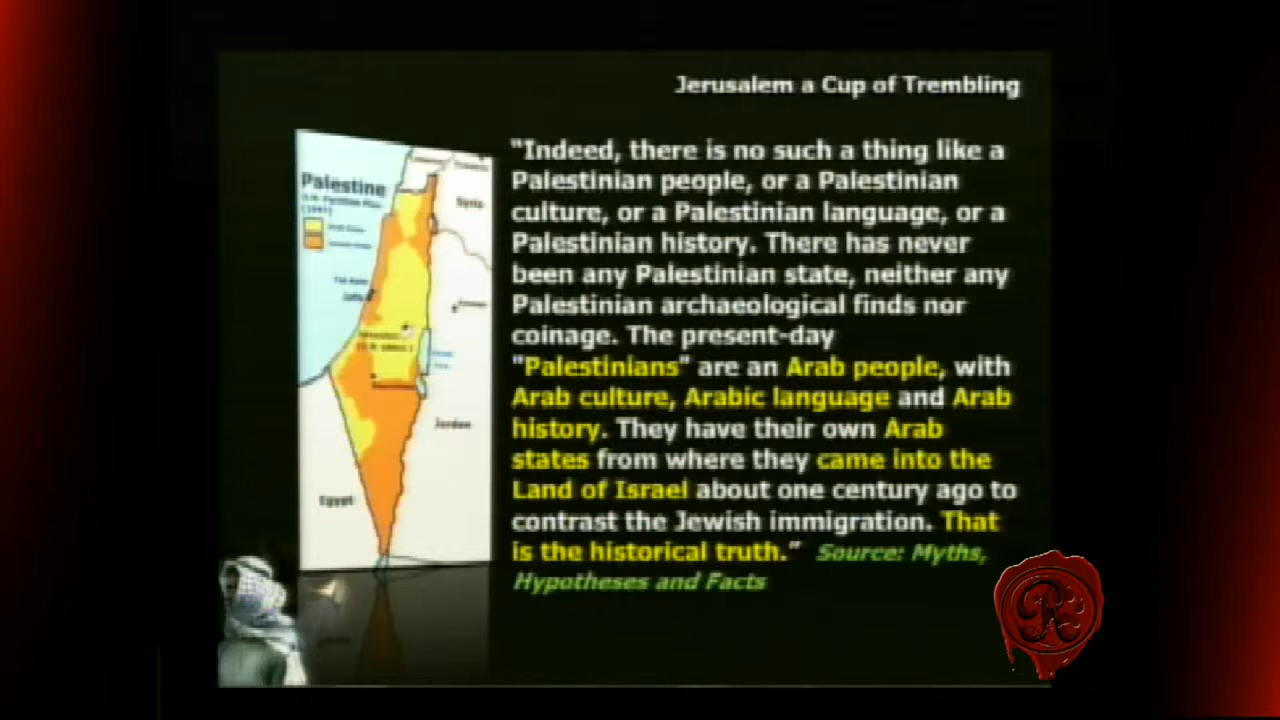 Jerusalem a Cup of Trembling
"Indeed, there is no such a thing like a
Palestinian people, or a Palestinian
culture, or a Palestinian language, or a
Palestinian history. There has never
been any Palestinian state, neither any
Palestinian archaeological finds nor
coinage. The present-day
"Palestinians" are an Arab people, with
Arab culture, Arabic language and Arab
history. They have their own Arab
states from where they came into the
Land of Israel about one century ago to
contrast the Jewish immigration. That
is the historical truth." Source: Myths,
Hypotheses and Facts
Palestine
Syria
Jordan
Egypt
R